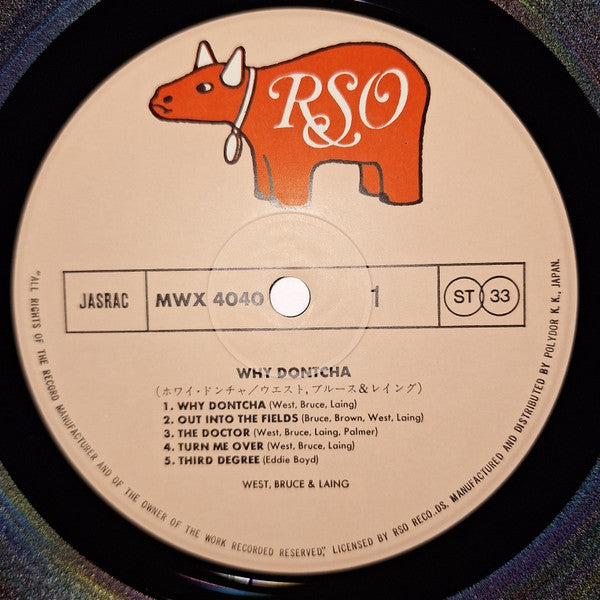 RSO
JASRAC
MWX 4040
1
ST 33
WHY DONTCHA
(ホワイ・ドンチャ/ウエスト,ブルース&レイング)
1. WHY DONTCHA (West, Bruce, Laing)
2. OUT INTO THE FIELDS (Bruce, Brown, West, Laing)
3. THE DOCTOR (West, Bruce, Laing, Palmer)
4. TURN ME OVER (West, Bruce, Laing)
5. THIRD DEGREE (Eddie Boyd)
WEST, BRUCE & LAING
"ALL RIGHTS OF THE RECORD MANUFACTURER AND OF THE OWNER OF THE WORK RECORDED RESERVED," LICENSED BY RSO RECO..DS. MANUFACTURED AND DISTRIBUTED BY POLYDOR K. K., JAPAN.